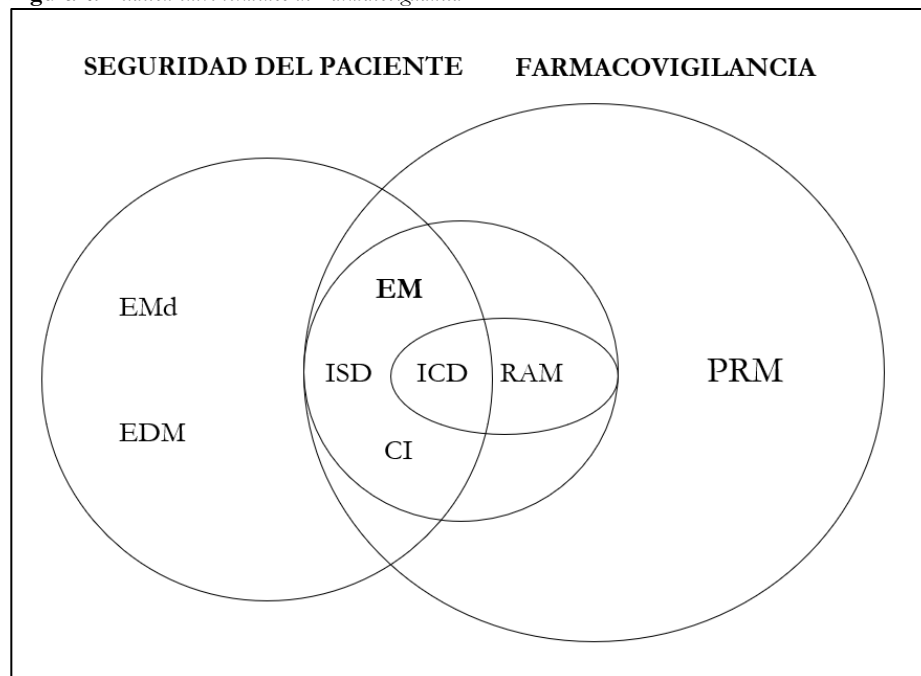 SEGURIDAD DEL PACIENTE FARMACOVIGILANCIA
EM
EMd
ISD ICD RAM PRM
EDM
CI